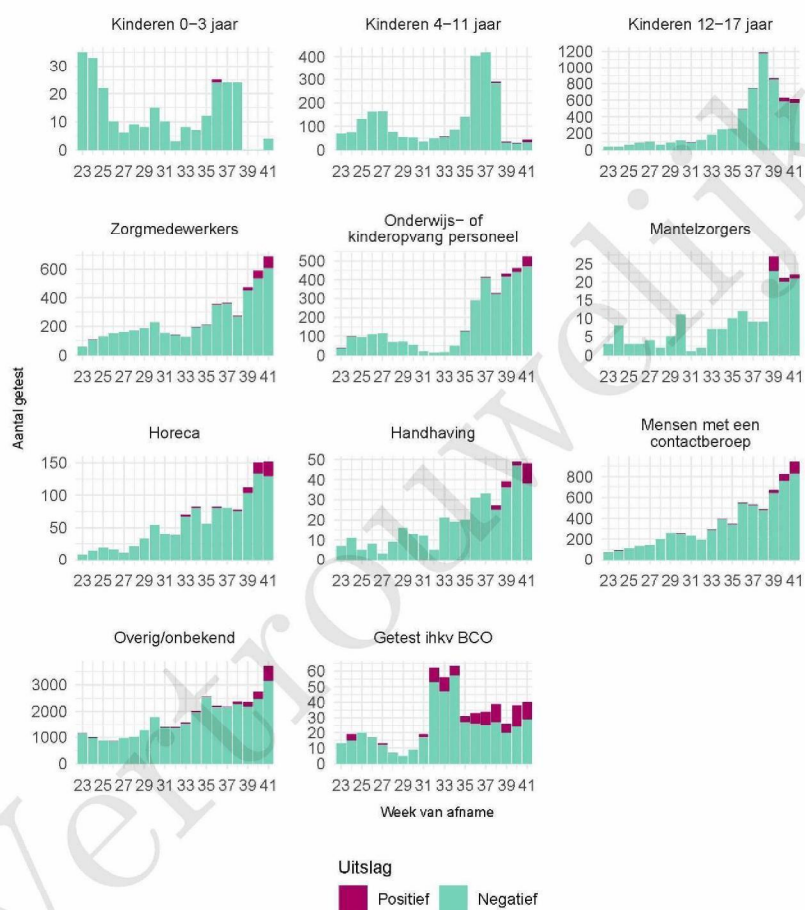 Kinderen 0−3 jaar
Kinderen 4−11 jaar
Kinderen 12−17 jaar
30
20
10
0
400
300
200
100
0
1200
1000
800
600
400
200
0
23 25 27 29 31 33 35 37 39 41
23 25 27 29 31 33 35 37 39 41
23 25 27 29 31 33 35 37 39 41
Zorgmedewerkers
Onderwijs− of
kinderopvang personeel
Mantelzorgers
600
400
200
0
500
400
300
200
100
0
25
20
15
10
5
0
23 25 27 29 31 33 35 37 39 41
23 25 27 29 31 33 35 37 39 41
23 25 27 29 31 33 35 37 39 41
Aantal getest
Horeca
Handhaving
Mensen met een
contactberoep
150
100
50
0
50
40
30
20
10
0
800
600
400
200
0
23 25 27 29 31 33 35 37 39 41
23 25 27 29 31 33 35 37 39 41
23 25 27 29 31 33 35 37 39 41
Overig/onbekend
Getest ihkv BCO
3000
2000
1000
0
60
50
40
30
20
10
0
23 25 27 29 31 33 35 37 39 41
23 25 27 29 31 33 35 37 39 41
Week van afname
Uitslag
Positief
Negatief
Vertrouwelijk